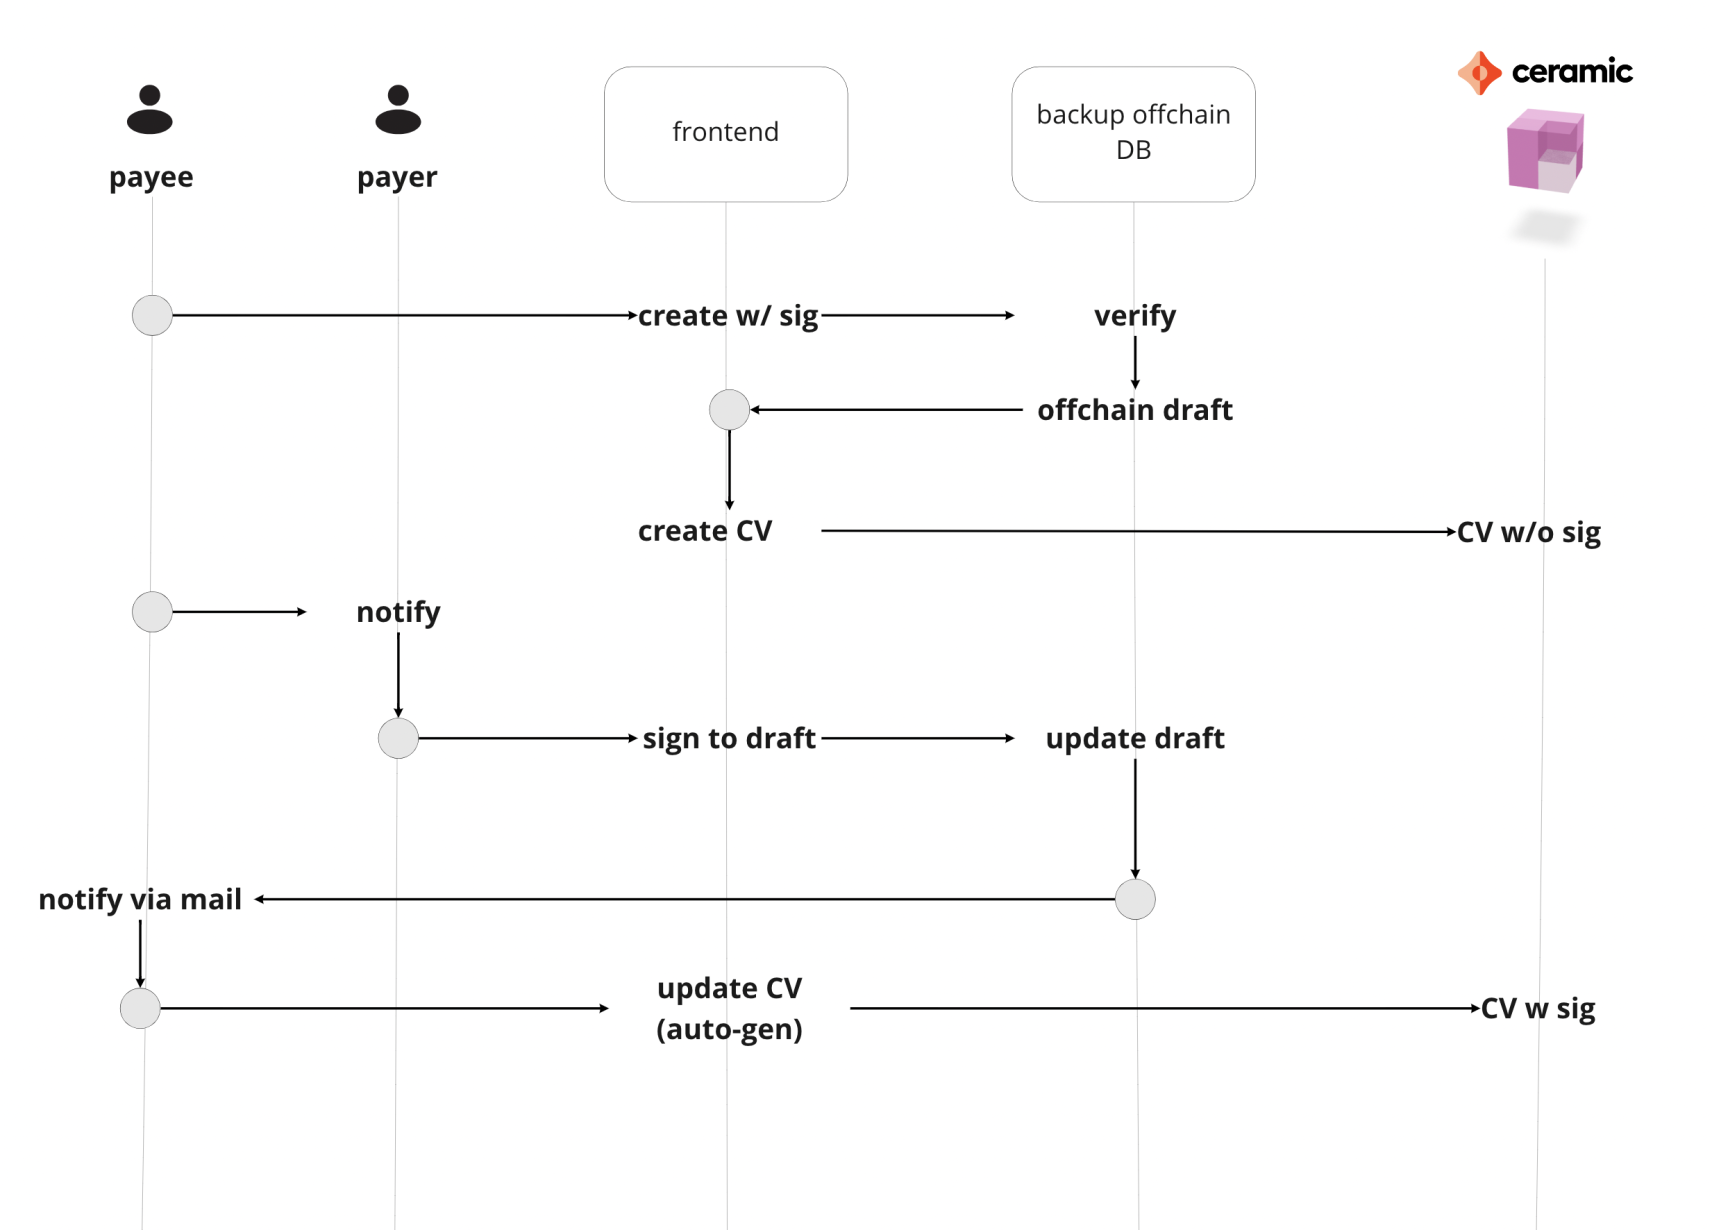 ceramic
payee
payer
frontend
backup offchain
DB
create w/ sig
verify
offchain draft
create CV
CV w/o sig
notify
sign to draft
update draft
notify via mail
update CV
(auto-gen)
CV w sig